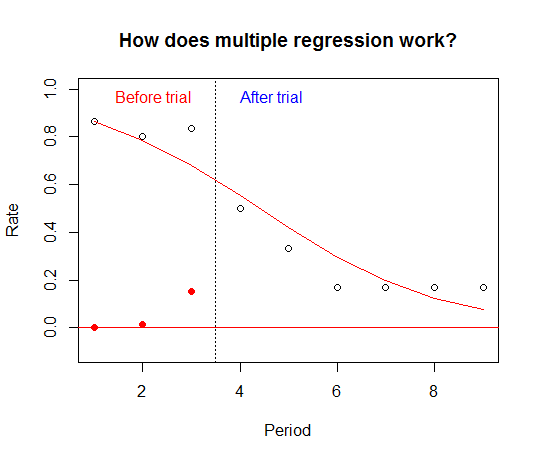 How does multiple regression work?
Before trial After trial
1.0
0.8
0.6
0.4
0.2
0.0
Rate
2 4 6 8
Period